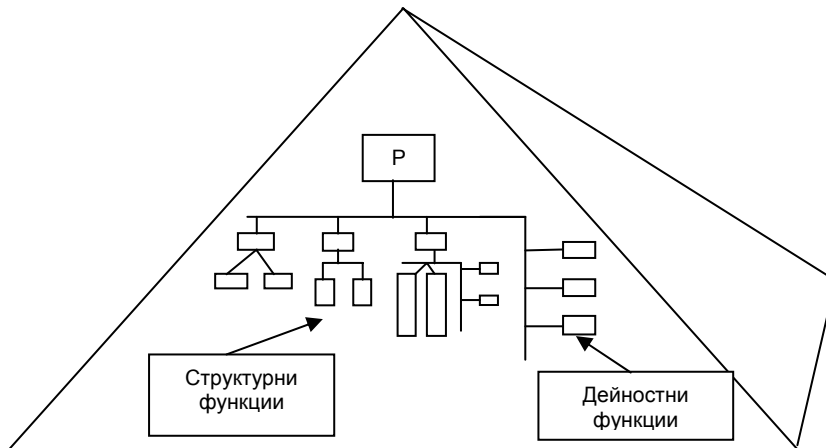 Р
Структурни
функции
Дейностни
функции